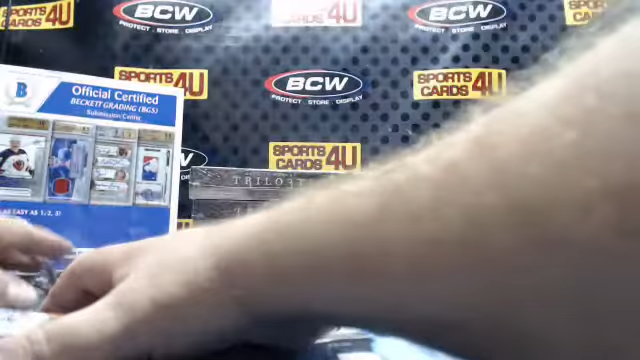 SPORTS
CARDS 4U
BCW
PROTECT • STORE • DISPLAY
CARDS 4U
BCW
PROTECT • STORE • DISPLAY
SPORTS
CARDS 4U
Official Certified
BECKETT GRADING (BGS)
Submission Center
AS EASY AS 1, 2, 3!
SPORTS
CARDS 4U
BCW
PROTECT • STORE • DISPLAY
SPORTS
CARDS 4U
SPORTS
CARDS 4U